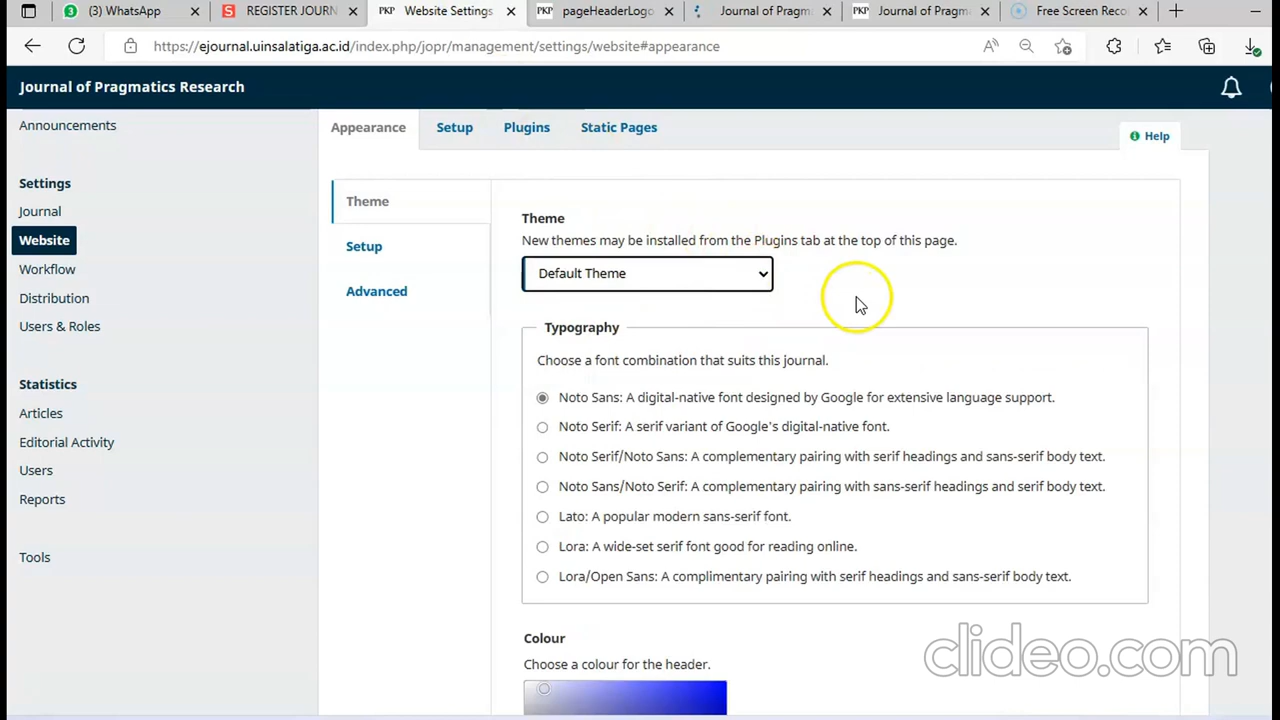 (3) WhatsApp
REGISTER JOURN
PKP Website Settings
PKP pageHeaderLogo
Journal of Pragm
PKP Journal of Pragm
Free Screen Reco
https://ejournal.uinsalatiga.ac.id/index.php/jopr/management/settings/website#appearance
Journal of Pragmatics Research
Announcements
Settings
Journal
Website
Workflow
Distribution
Users & Roles
Statistics
Articles
Editorial Activity
Users
Reports
Tools
Appearance
Setup
Plugins
Static Pages
Help
Theme
Setup
Advanced
Theme
New themes may be installed from the Plugins tab at the top of this page.
Default Theme
Typography
Choose a font combination that suits this journal.
Noto Sans: A digital-native font designed by Google for extensive language support.
Noto Serif: A serif variant of Google's digital-native font.
Noto Serif/Noto Sans: A complementary pairing with serif headings and sans-serif body text.
Noto Sans/Noto Serif: A complementary pairing with sans-serif headings and serif body text.
Lato: A popular modern sans-serif font.
Lora: A wide-set serif font good for reading online.
Lora/Open Sans: A complimentary pairing with serif headings and sans-serif body text.
Colour
Choose a colour for the header.
clideo.com